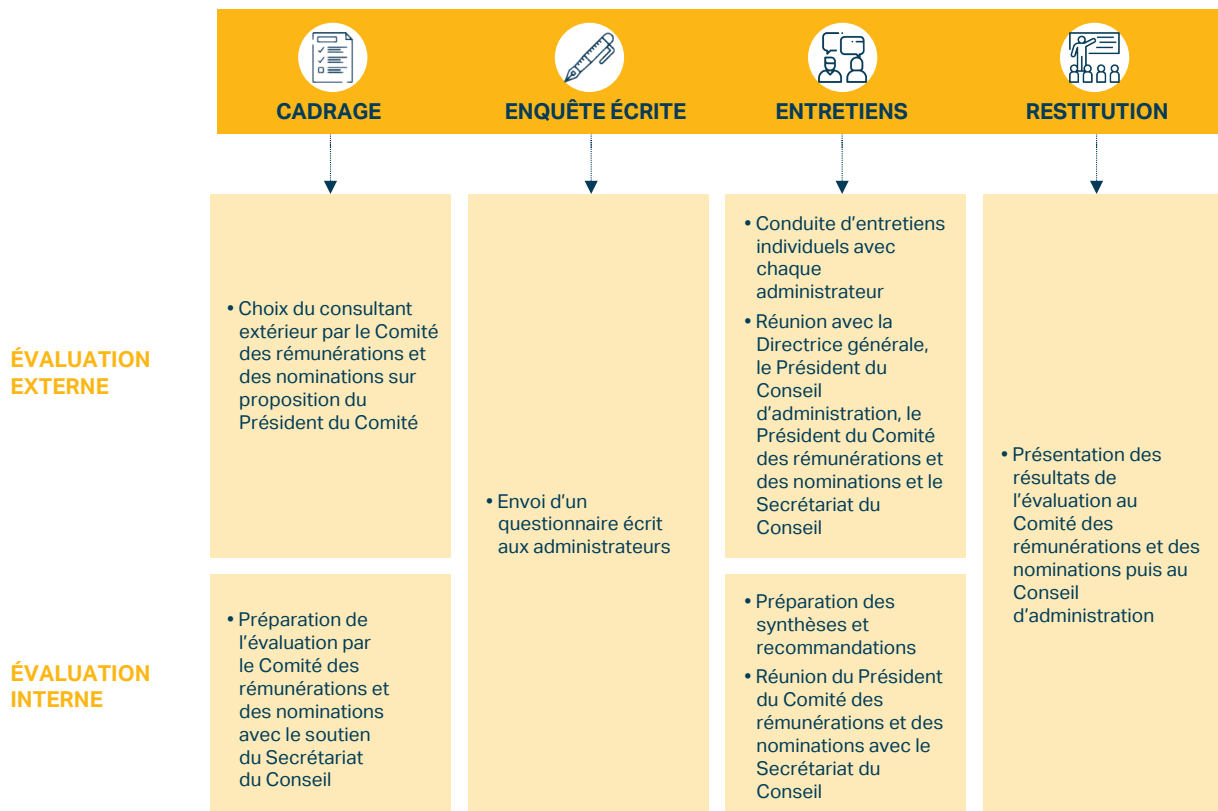 CADRAGE
ENQUÊTE ÉCRITE
ENTRETIENS
RESTITUTION
ÉVALUATION
EXTERNE
• Choix du consultant
extérieur par le Comité
des rémunérations et
des nominations sur
proposition du
Président du Comité
• Envoi d’un
questionnaire écrit
aux administrateurs
• Conduite d’entretiens
individuels avec
chaque
administrateur
• Réunion avec la
Directrice générale,
le Président du
Conseil
d’administration, le
Président du Comité
des rémunérations et
des nominations et le
Secrétariat du
Conseil
• Présentation des
résultats de
l’évaluation au
Comité des
rémunérations et des
nominations puis au
Conseil
d’administration
ÉVALUATION
INTERNE
• Préparation de
l’évaluation par
le Comité des
rémunérations et
des nominations
avec le soutien
du Secrétariat
du Conseil
• Préparation des
synthèses et
recommandations
• Réunion du Président
du Comité des
rémunérations et des
nominations avec le
Secrétariat du
Conseil